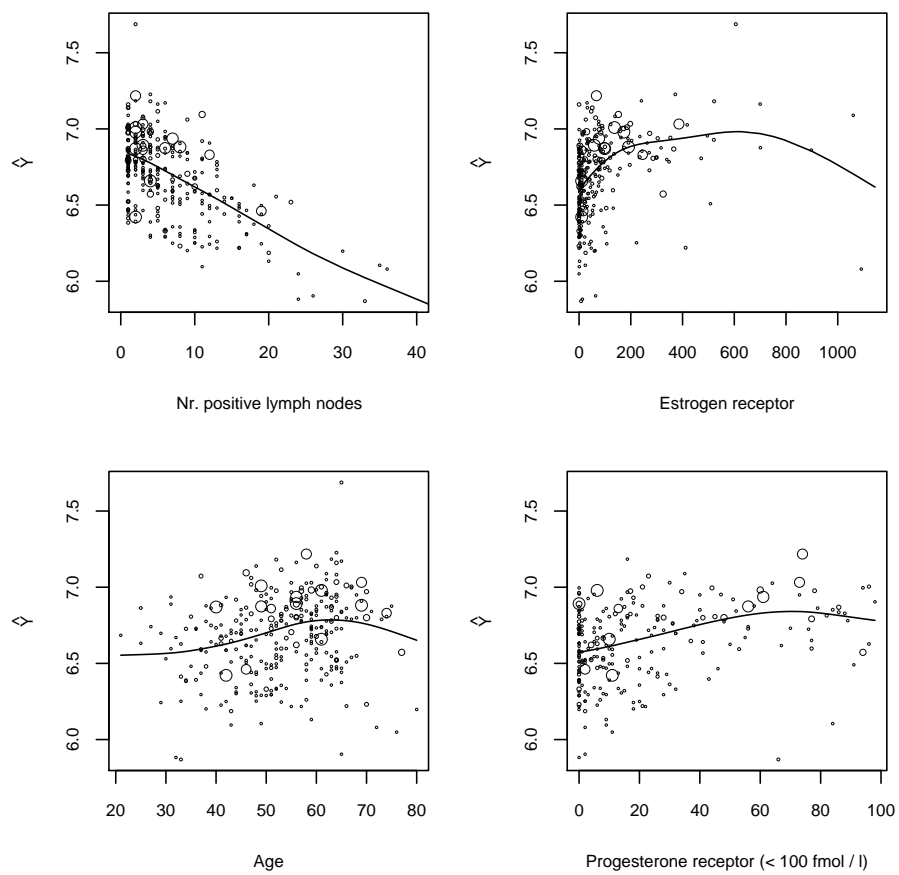 7.5
7.0
6.5
6.0
Ŷ
0 10 20 30 40
Nr. positive lymph nodes
7.5
7.0
6.5
6.0
Ŷ
0 200 400 600 800 1000
Estrogen receptor
7.5
7.0
6.5
6.0
Ŷ
20 30 40 50 60 70 80
Age
7.5
7.0
6.5
6.0
Ŷ
0 20 40 60 80 100
Progesterone receptor (< 100 fmol / l)